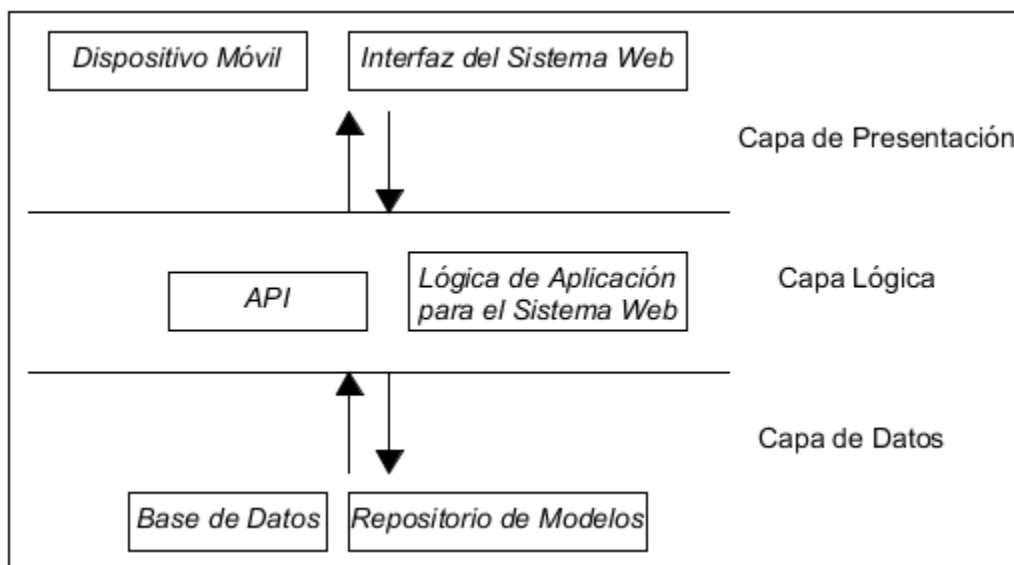 Dispositivo Móvil
Interfaz del Sistema Web
Capa de Presentación
API
Lógica de Aplicación
para el Sistema Web
Capa Lógica
Capa de Datos
Base de Datos
Repositorio de Modelos